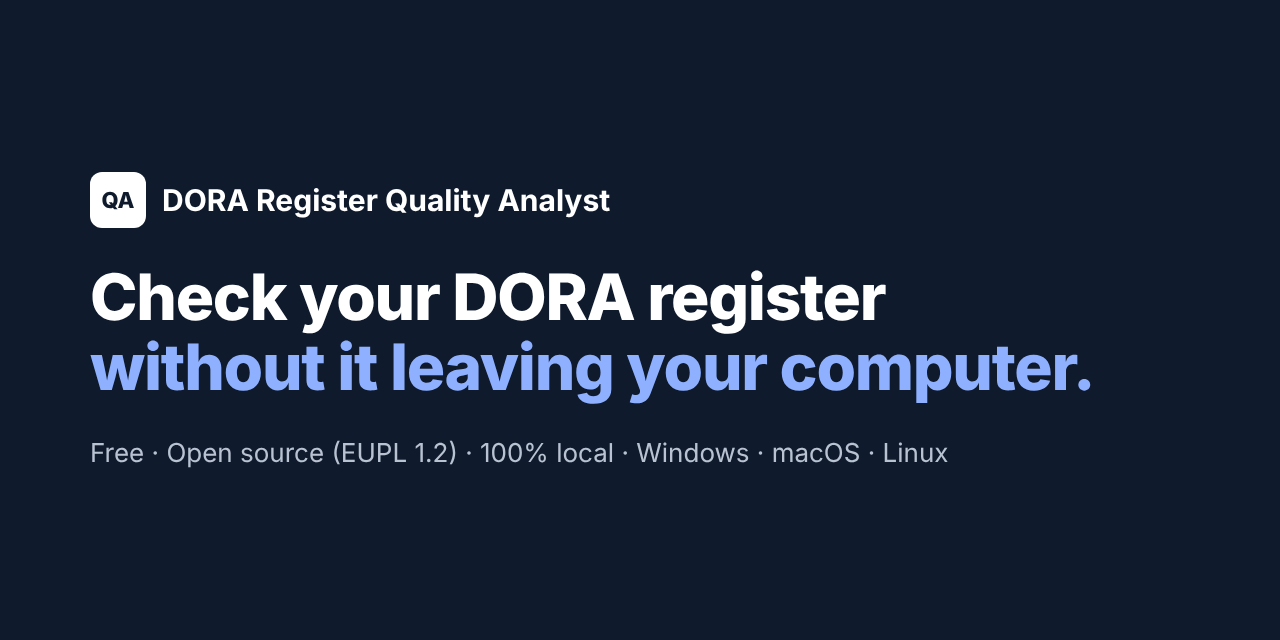 QA
DORA Register Quality Analyst
Check your DORA register
without it leaving your computer.
Free · Open source (EUPL 1.2) · 100% local · Windows · macOS · Linux